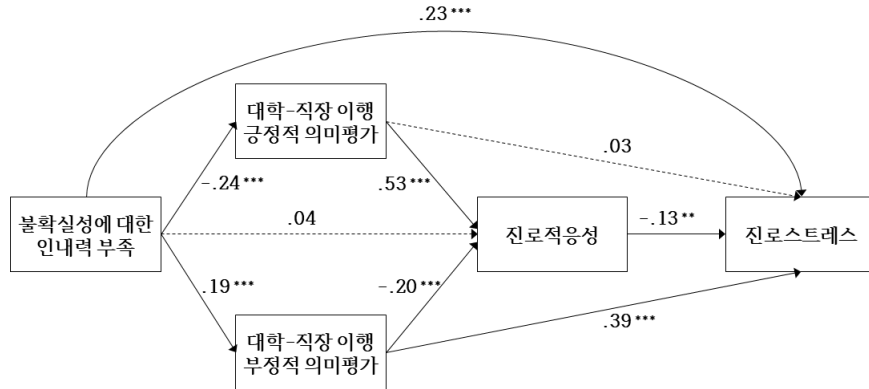 .23***
대학-직장 이행
긍정적 의미평가
.03
-.24***
.53***
불확실성에 대한
인내력 부족
.04
진로적응성
-.13**
진로스트레스
.19***
-.20***
.39***
대학-직장 이행
부정적 의미평가